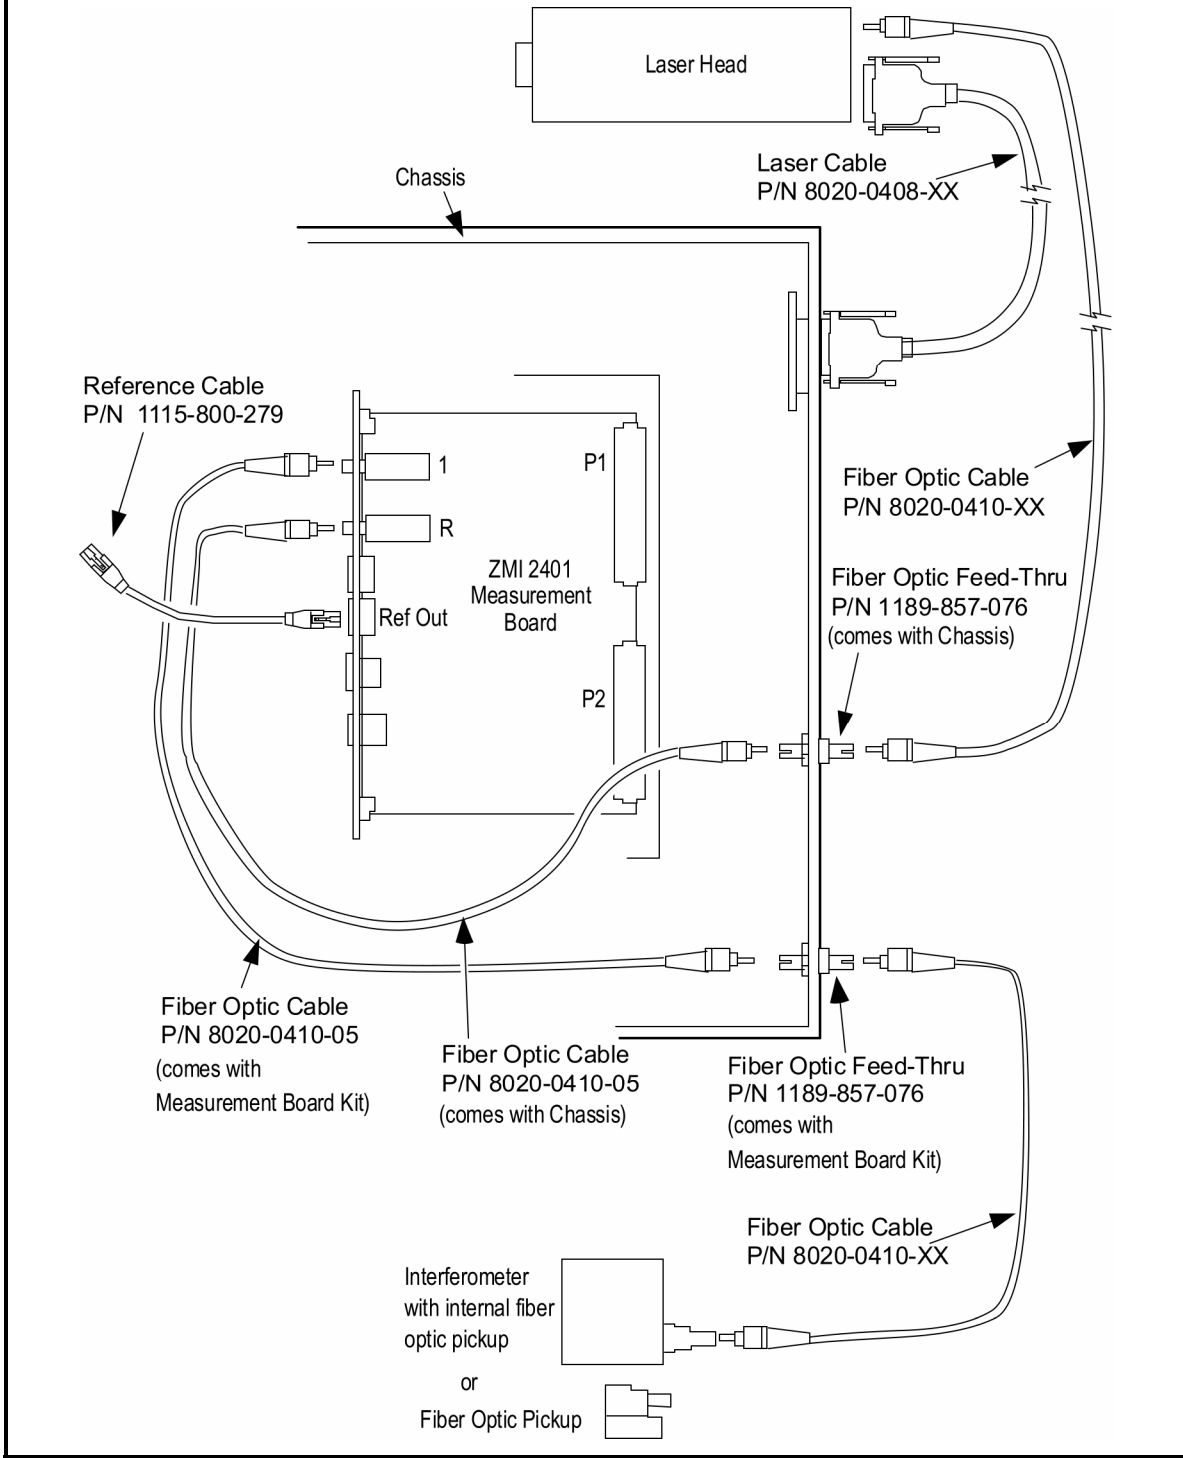 Laser Head
Laser Cable
P/N 8020-0408-XX
Chassis
Reference Cable
P/N 1115-800-279
1
P1
R
Fiber Optic Cable
P/N 8020-0410-XX
ZMI 2401
Measurement
Board
Fiber Optic Feed-Thru
P/N 1189-857-076
(comes with Chassis)
Ref Out
P2
Fiber Optic Cable
P/N 8020-0410-05
(comes with
Measurement Board Kit)
Fiber Optic Cable
P/N 8020-0410-05
(comes with Chassis)
Fiber Optic Feed-Thru
P/N 1189-857-076
(comes with
Measurement Board Kit)
Fiber Optic Cable
P/N 8020-0410-XX
Interferometer
with internal fiber
optic pickup
or
Fiber Optic Pickup